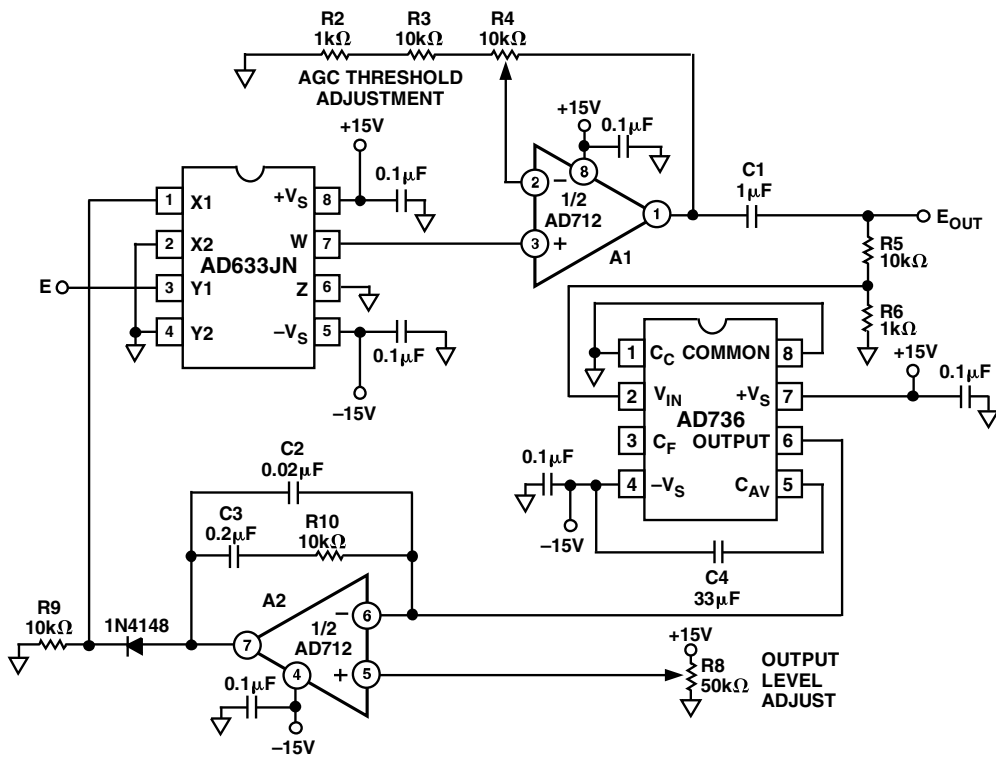 R2
1kΩ
R3
10kΩ
R4
10kΩ
AGC THRESHOLD
ADJUSTMENT
+15V
0.1μF
+15V
0.1μF
C1
1μF
1 X1
+VS 8
2 X2
W 7
AD633JN
3 Y1
Z 6
4 Y2
–VS 5
E
0.1μF
–15V
2 –
8
1/2
AD712
1
3 +
A1
EOUT
R5
10kΩ
R6
1kΩ
+15V
0.1μF
1 CC COMMON 8
2 VIN +VS 7
AD736
3 CF OUTPUT 6
4 –VS CAV 5
0.1μF
–15V
C4
33μF
C2
0.02μF
C3
0.2μF
R10
10kΩ
A2
R9
10kΩ
1N4148
7
1/2
AD712
– 6
+ 5
4
0.1μF
–15V
+15V
R8
50kΩ
OUTPUT
LEVEL
ADJUST